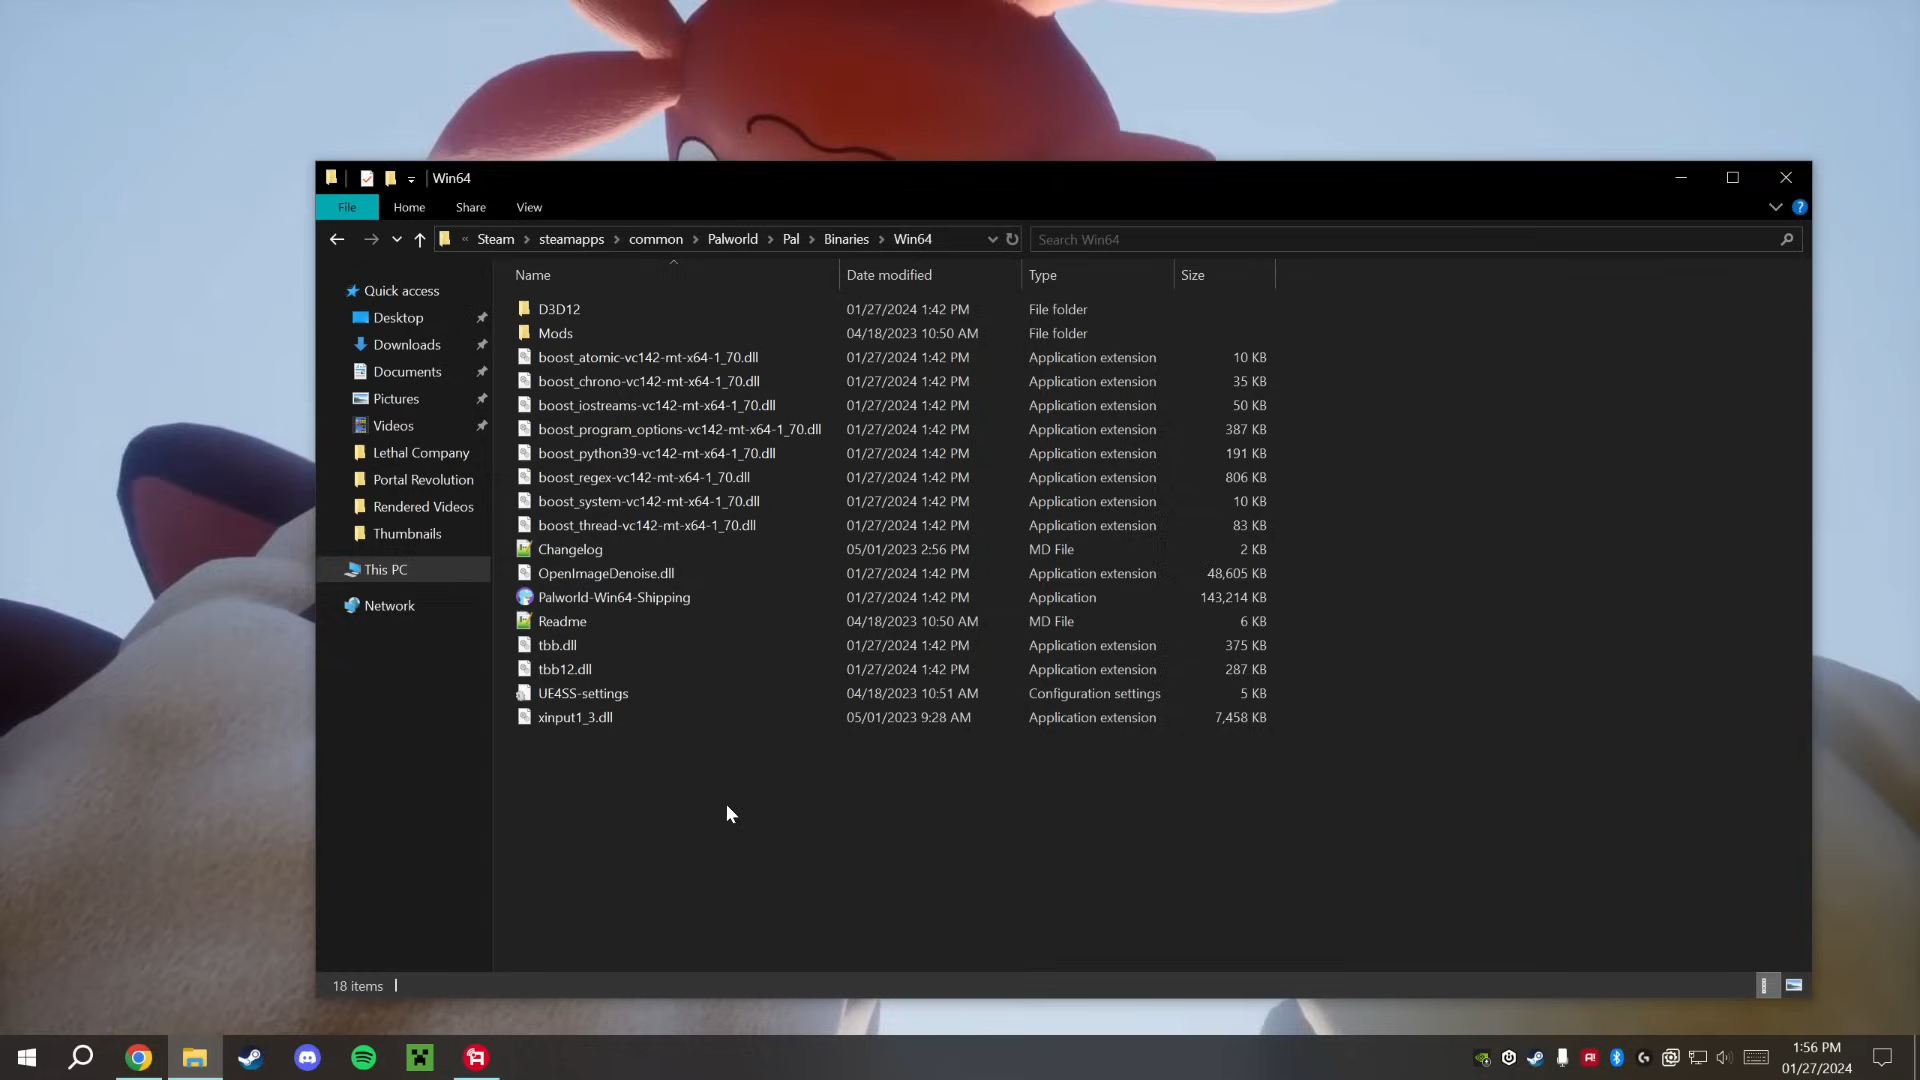 Win64
File Home Share View
« Steam > steamapps > common > Palworld > Pal > Binaries > Win64 Search Win64
Name Date modified Type Size
Quick access
Desktop
Downloads
Documents
Pictures
Videos
Lethal Company
Portal Revolution
Rendered Videos
Thumbnails
This PC
Network
D3D12 01/27/2024 1:42 PM File folder
Mods 04/18/2023 10:50 AM File folder
boost_atomic-vc142-mt-x64-1_70.dll 01/27/2024 1:42 PM Application extension 10 KB
boost_chrono-vc142-mt-x64-1_70.dll 01/27/2024 1:42 PM Application extension 35 KB
boost_iostreams-vc142-mt-x64-1_70.dll 01/27/2024 1:42 PM Application extension 50 KB
boost_program_options-vc142-mt-x64-1_70.dll 01/27/2024 1:42 PM Application extension 387 KB
boost_python39-vc142-mt-x64-1_70.dll 01/27/2024 1:42 PM Application extension 191 KB
boost_regex-vc142-mt-x64-1_70.dll 01/27/2024 1:42 PM Application extension 806 KB
boost_system-vc142-mt-x64-1_70.dll 01/27/2024 1:42 PM Application extension 10 KB
boost_thread-vc142-mt-x64-1_70.dll 01/27/2024 1:42 PM Application extension 83 KB
Changelog 05/01/2023 2:56 PM MD File 2 KB
OpenImageDenoise.dll 01/27/2024 1:42 PM Application extension 48,605 KB
Palworld-Win64-Shipping 01/27/2024 1:42 PM Application 143,214 KB
Readme 04/18/2023 10:50 AM MD File 6 KB
tbb.dll 01/27/2024 1:42 PM Application extension 375 KB
tbb12.dll 01/27/2024 1:42 PM Application extension 287 KB
UE4SS-settings 04/18/2023 10:51 AM Configuration settings 5 KB
xinput1_3.dll 05/01/2023 9:28 AM Application extension 7,458 KB
18 items
1:56 PM
01/27/2024